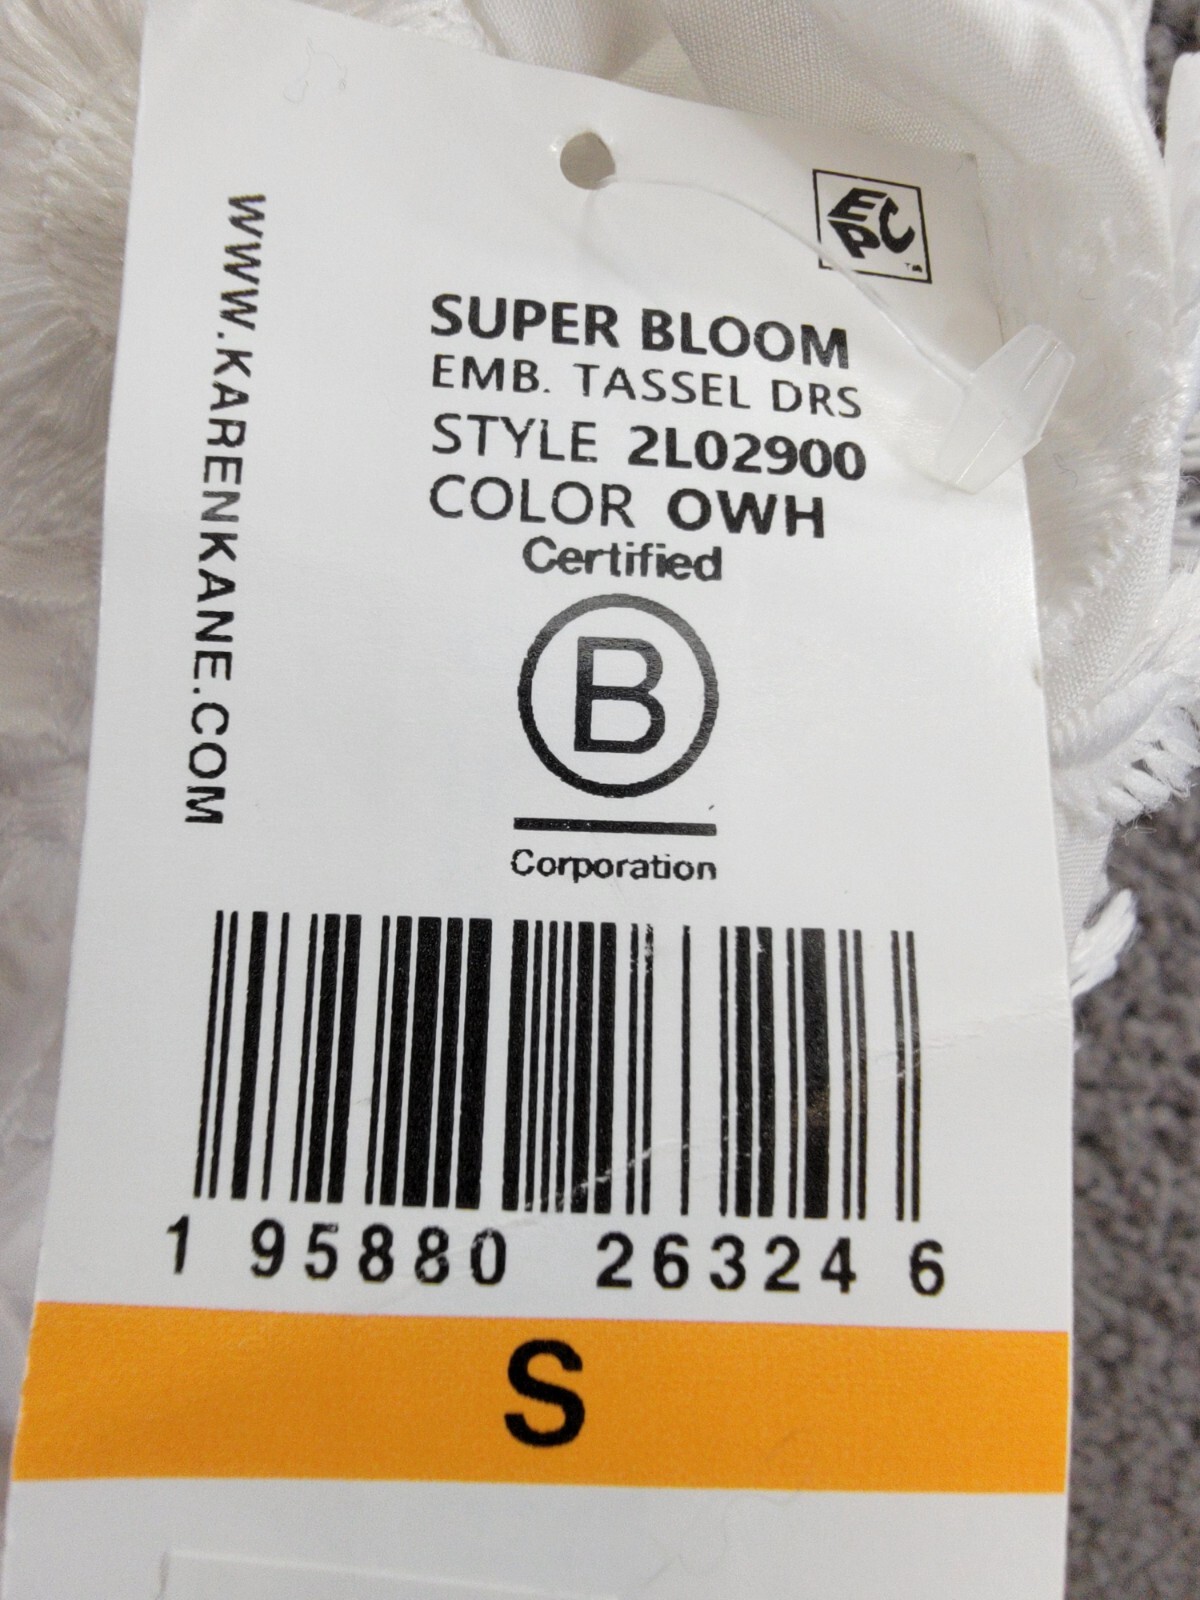 EPC
™
WWW.KARENKANE.COM
SUPER BLOOM
EMB. TASSEL DRS
STYLE 2L02900
COLOR OWH
Certified
B
Corporation
1 95880 26324 6
S